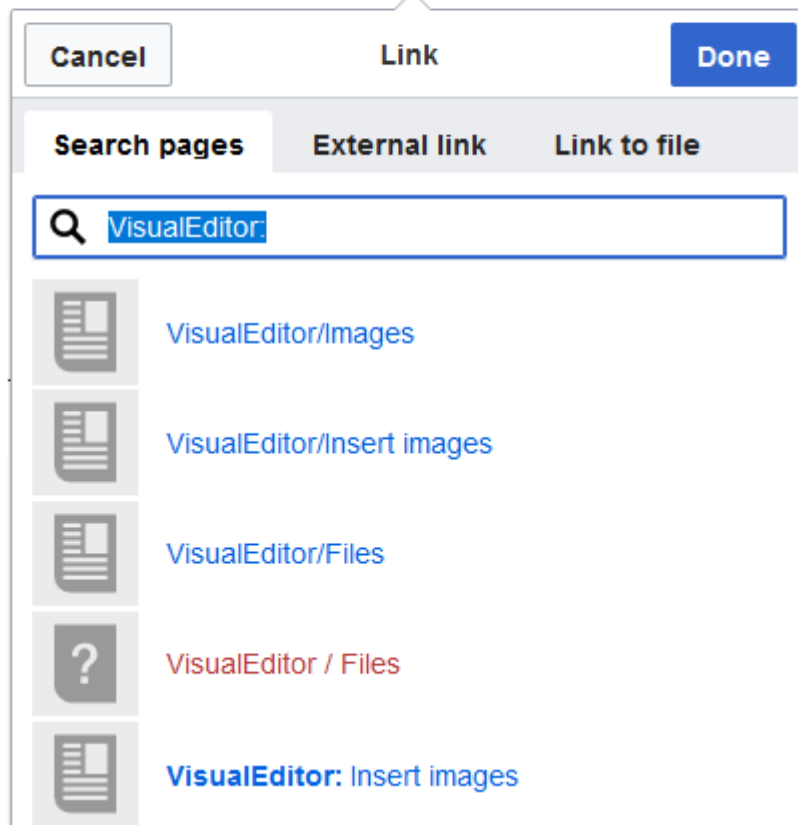 Cancel Link Done
Search pages External link Link to file
VisualEditor:
VisualEditor/Images
VisualEditor/Insert images
VisualEditor/Files
? VisualEditor / Files
VisualEditor: Insert images